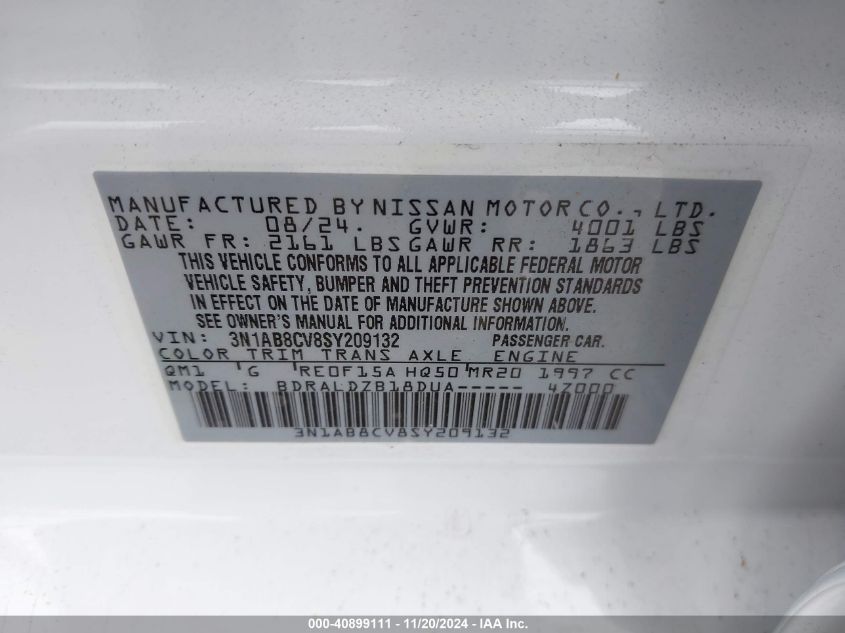 MANUFACTURED BY NISSAN MOTOR CO., LTD.
DATE: 08/24. GVWR: 4001 LBS
GAWR FR: 2161 LBS GAWR RR: 1863 LBS
THIS VEHICLE CONFORMS TO ALL APPLICABLE FEDERAL MOTOR
VEHICLE SAFETY, BUMPER AND THEFT PREVENTION STANDARDS
IN EFFECT ON THE DATE OF MANUFACTURE SHOWN ABOVE.
SEE OWNER'S MANUAL FOR ADDITIONAL INFORMATION.
VIN: 3N1AB8CV8SY209132 PASSENGER CAR.
COLOR TRIM TRANS AXLE ENGINE
QM1 G RE0F15A HQ50 MR20 1997 CC
MODEL: BDRALDZB18DUA----- 4Z000
3N1AB8CV8SY209132
000-40899111 - 11/20/2024 - IAA Inc.